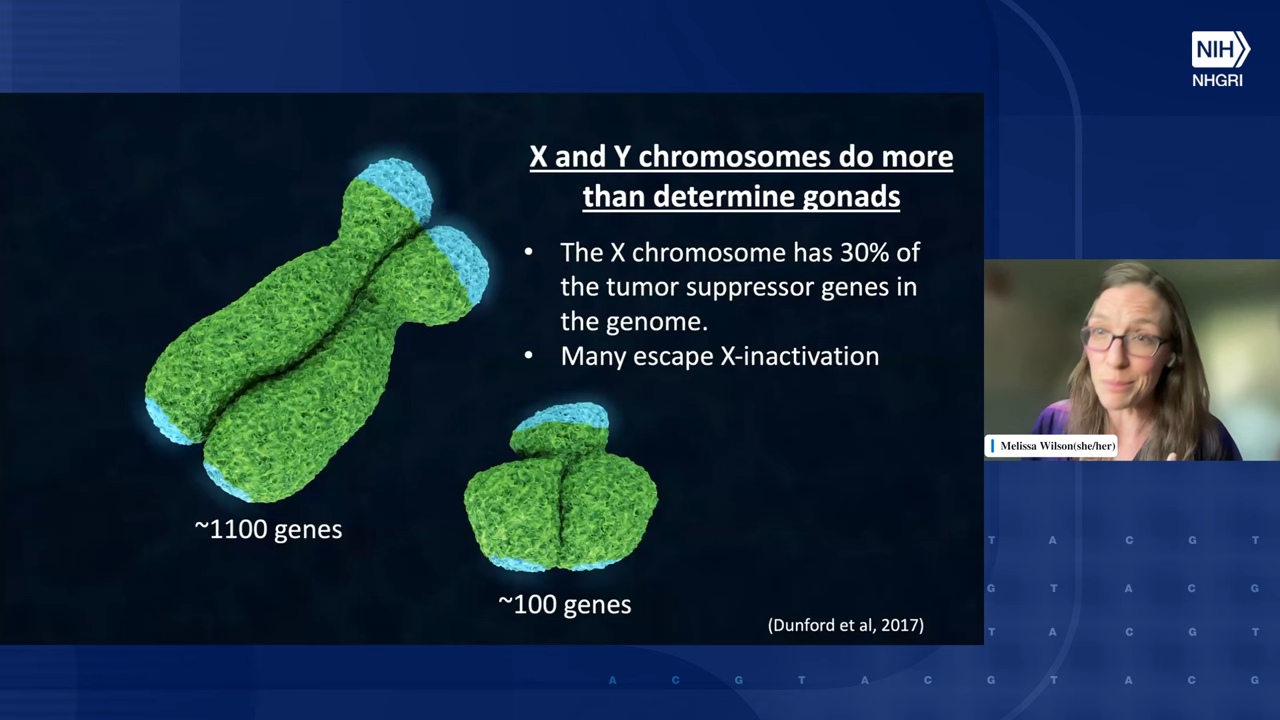 NIH
NHGRI
X and Y chromosomes do more
than determine gonads
• The X chromosome has 30% of
the tumor suppressor genes in
the genome.
• Many escape X-inactivation
~1100 genes
~100 genes
(Dunford et al, 2017)
Melissa Wilson(she/her)
T A C G T
G T A C G
T A C G T
A C G T A C G T A C G